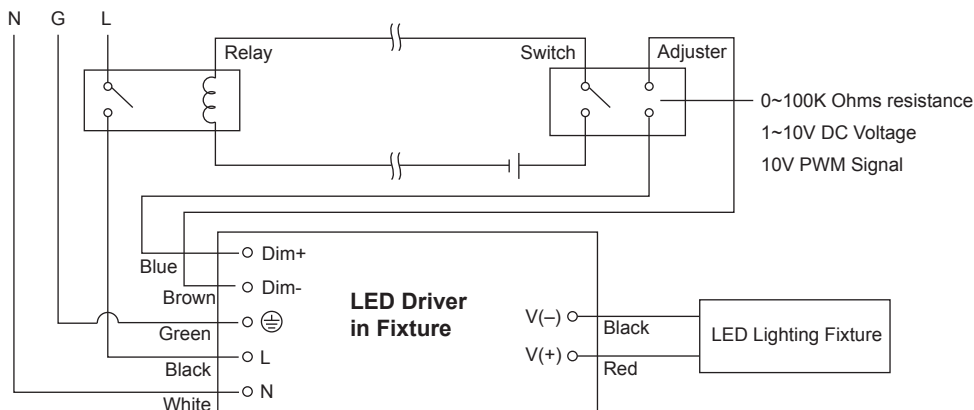 N G L
Relay
Switch
Adjuster
0~100K Ohms resistance
1~10V DC Voltage
10V PWM Signal
Blue
Dim+
Brown
Dim-
Green
Black
L
White
N
LED Driver
in Fixture
V(–)
Black
V(+)
Red
LED Lighting Fixture